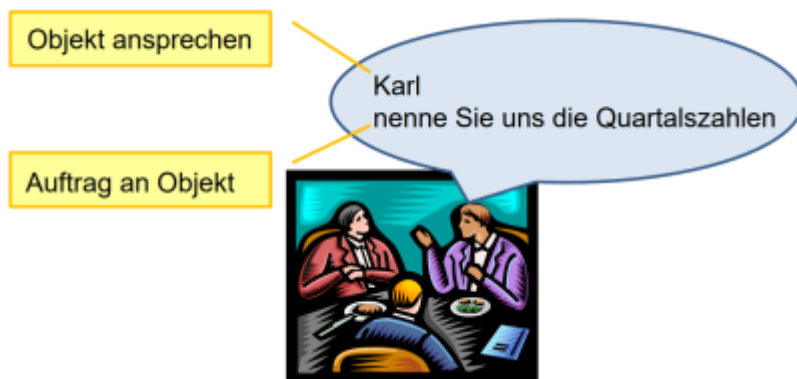 Objekt ansprechen
Karl
nenne Sie uns die Quartalszahlen
Auftrag an Objekt